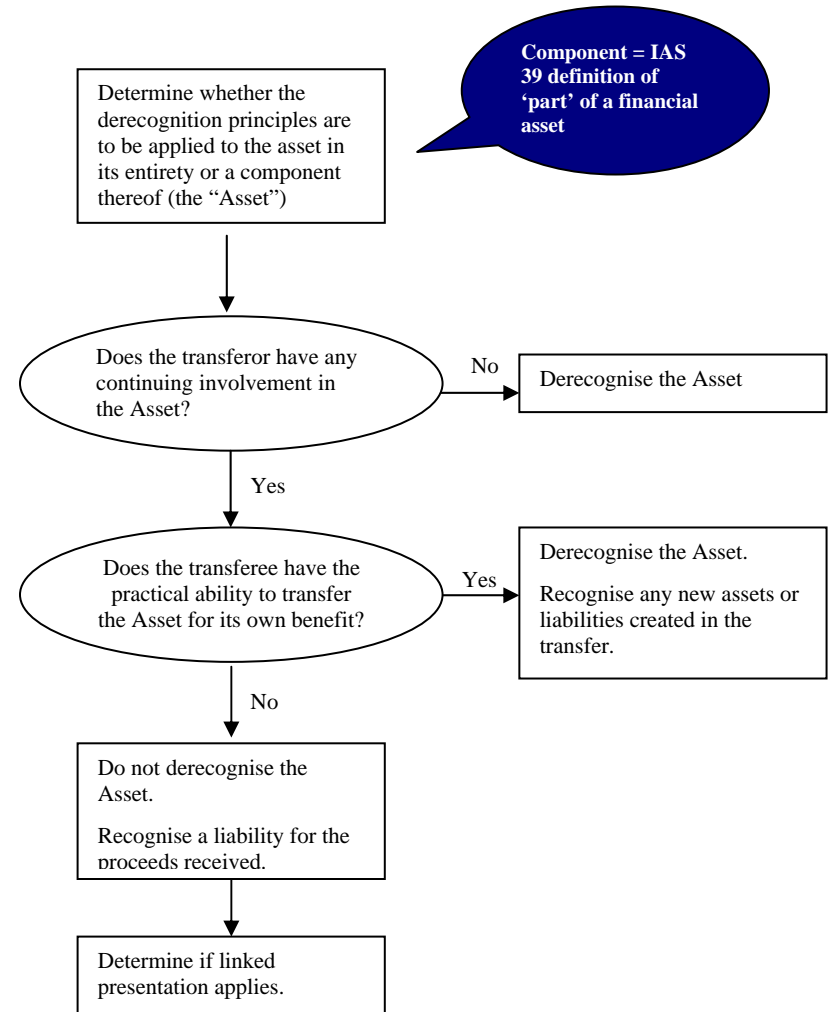 Component = IAS
39 definition of
‘part’ of a financial
asset
Determine whether the
derecognition principles are
to be applied to the asset in
its entirety or a component
thereof (the “Asset”)
Does the transferor have any
continuing involvement in
the Asset?
No
Derecognise the Asset
Yes
Does the transferee have the
practical ability to transfer
the Asset for its own benefit?
Yes
Derecognise the Asset.
Recognise any new assets or
liabilities created in the
transfer.
No
Do not derecognise the
Asset.
Recognise a liability for the
proceeds received.
Determine if linked
presentation applies.